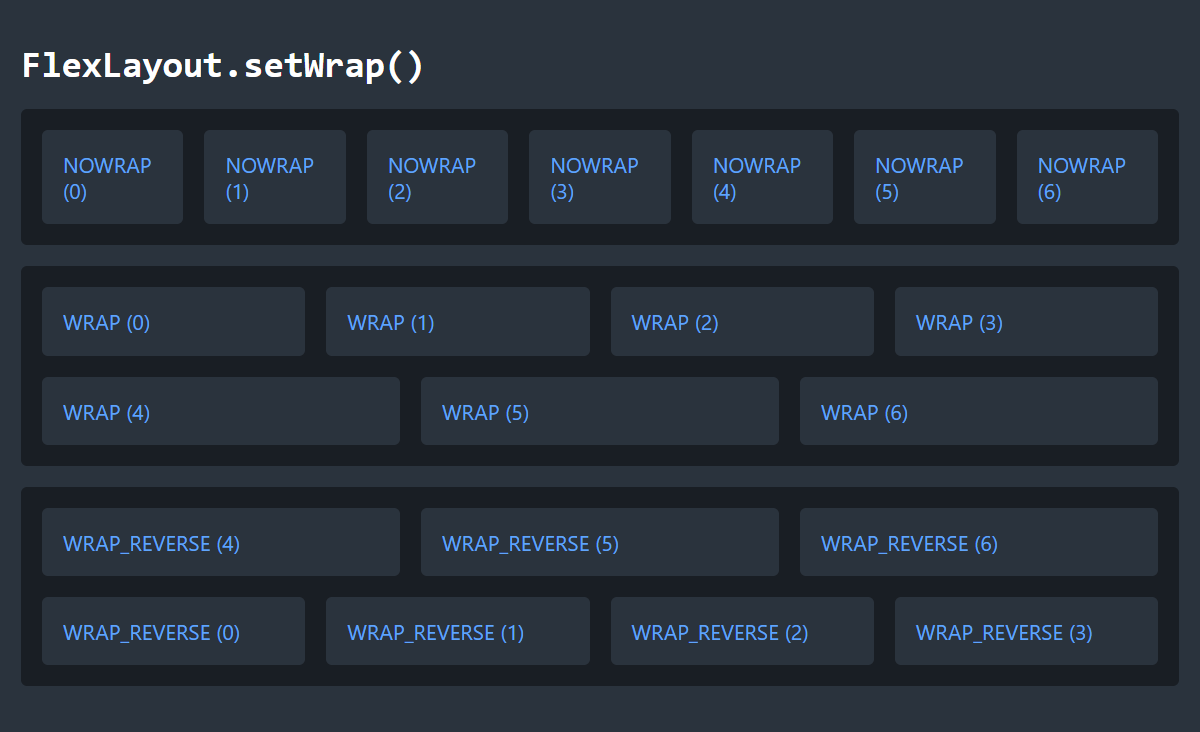 FlexLayout.setWrap()
NOWRAP
(0)
NOWRAP
(1)
NOWRAP
(2)
NOWRAP
(3)
NOWRAP
(4)
NOWRAP
(5)
NOWRAP
(6)
WRAP (0)
WRAP (1)
WRAP (2)
WRAP (3)
WRAP (4)
WRAP (5)
WRAP (6)
WRAP_REVERSE (4)
WRAP_REVERSE (5)
WRAP_REVERSE (6)
WRAP_REVERSE (0)
WRAP_REVERSE (1)
WRAP_REVERSE (2)
WRAP_REVERSE (3)